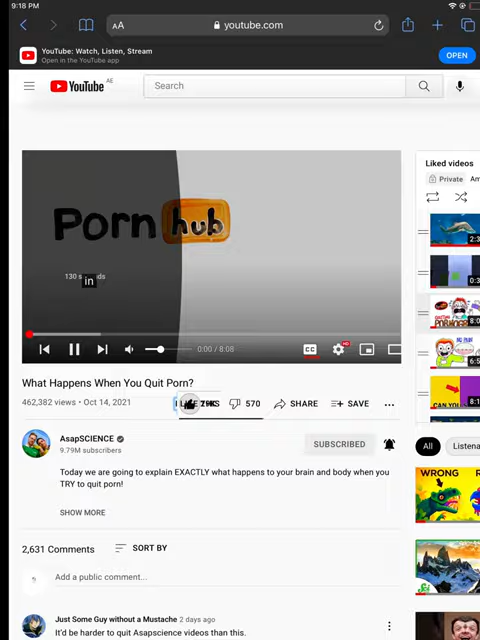 9:18 PM
AA
youtube.com
YouTube: Watch, Listen, Stream
Open in the YouTube app
OPEN
YouTube AE
Search
Porn hub
in
0:00 / 8:08
CC
HD
What Happens When You Quit Porn?
462,382 views • Oct 14, 2021
570
SHARE
SAVE
AsapSCIENCE
9.79M subscribers
SUBSCRIBED
Today we are going to explain EXACTLY what happens to your brain and body when you
TRY to quit porn!
SHOW MORE
2,631 Comments
SORT BY
Add a public comment...
Just Some Guy without a Mustache 2 days ago
It'd be harder to quit Asapscience videos than this.
Liked videos
Private
All
WRONG